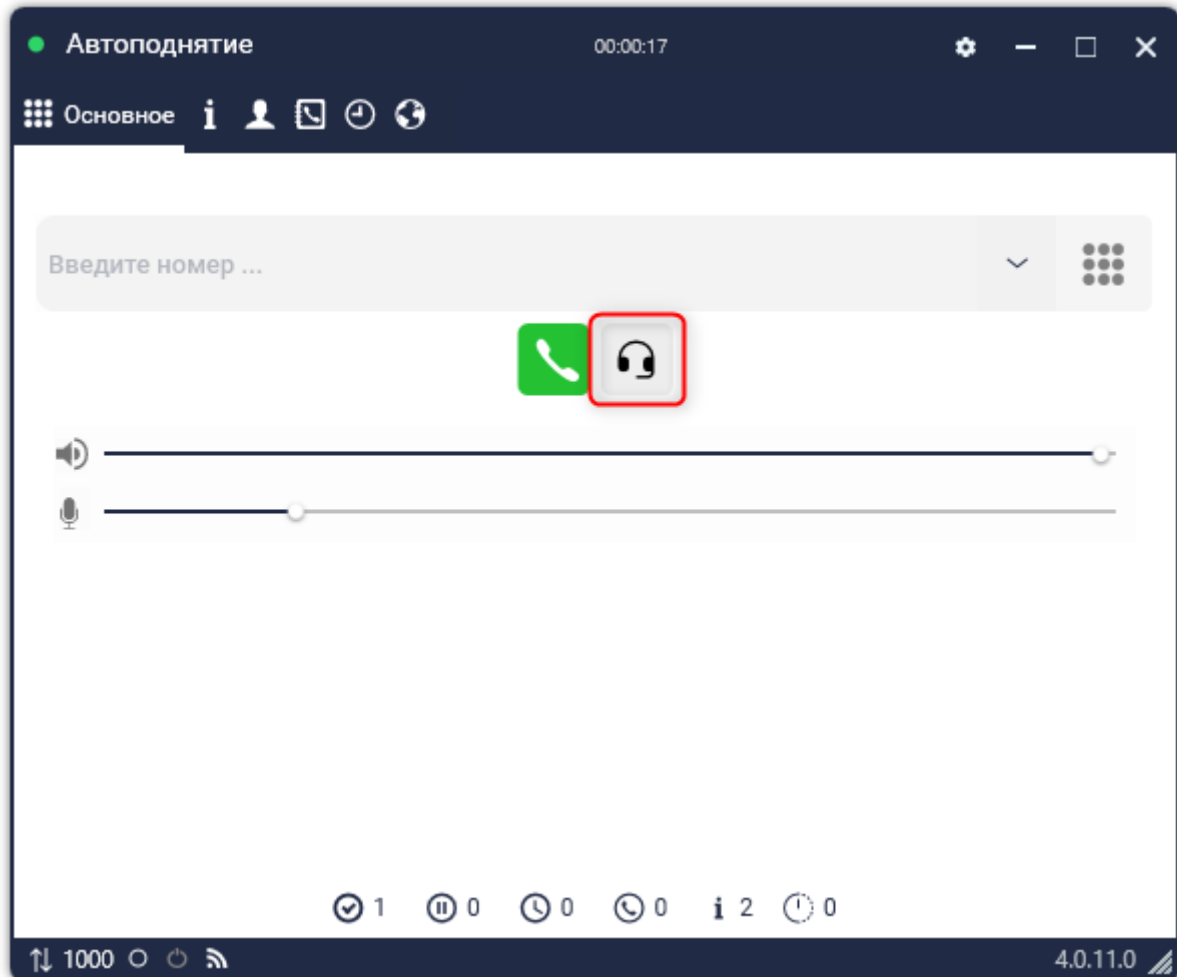 Автоподнятие 00:00:17
Основное
Введите номер ...
1 0 0 0 2 0
1000 4.0.11.0